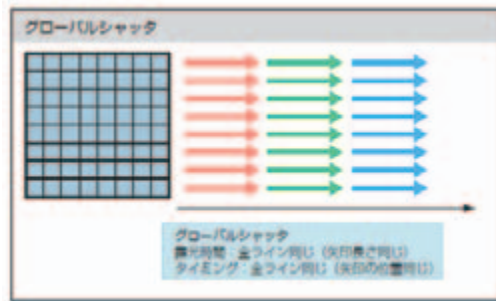 グローバルシャッタ
グローバルシャッタ
露光時間：全ライン同じ（矢印長さ同じ）
タイミング：全ライン同じ（矢印の位置同じ）